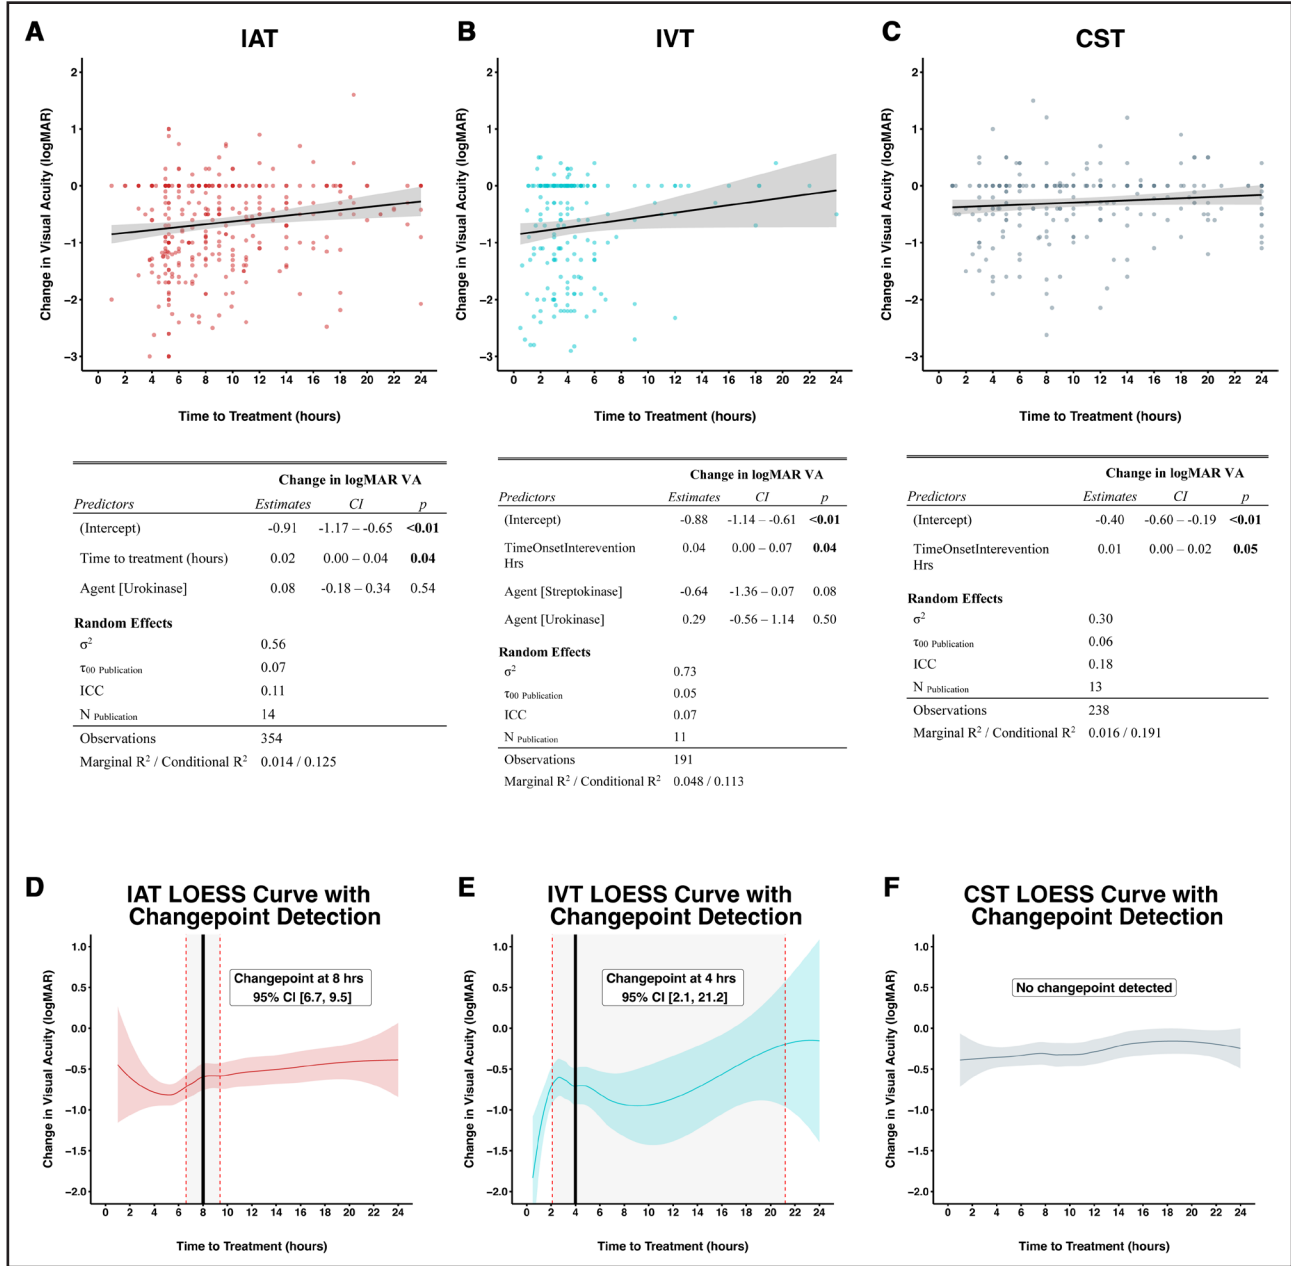 A
IAT
Change in Visual Acuity (logMAR)
2
1
0
−1
−2
−3
0 2 4 6 8 10 12 14 16 18 20 22 24
Time to Treatment (hours)
B
IVT
Change in Visual Acuity (logMAR)
2
1
0
−1
−2
−3
0 2 4 6 8 10 12 14 16 18 20 22 24
Time to Treatment (hours)
C
CST
Change in Visual Acuity (logMAR)
2
1
0
−1
−2
−3
0 2 4 6 8 10 12 14 16 18 20 22 24
Time to Treatment (hours)
Change in logMAR VA
Predictors Estimates CI p
(Intercept) -0.91 -1.17 – -0.65 <0.01
Time to treatment (hours) 0.02 0.00 – 0.04 0.04
Agent [Urokinase] 0.08 -0.18 – 0.34 0.54
Random Effects
σ² 0.56
τ00 Publication 0.07
ICC 0.11
N Publication 14
Observations 354
Marginal R² / Conditional R² 0.014 / 0.125
Change in logMAR VA
Predictors Estimates CI p
(Intercept) -0.88 -1.14 – -0.61 <0.01
TimeOnsetInterevention 0.04 0.00 – 0.07 0.04
Hrs
Agent [Streptokinase] -0.64 -1.36 – 0.07 0.08
Agent [Urokinase] 0.29 -0.56 – 1.14 0.50
Random Effects
σ² 0.73
τ00 Publication 0.05
ICC 0.07
N Publication 11
Observations 191
Marginal R² / Conditional R² 0.048 / 0.113
Change in logMAR VA
Predictors Estimates CI p
(Intercept) -0.40 -0.60 – -0.19 <0.01
TimeOnsetInterevention 0.01 0.00 – 0.02 0.05
Hrs
Random Effects
σ² 0.30
τ00 Publication 0.06
ICC 0.18
N Publication 13
Observations 238
Marginal R² / Conditional R² 0.016 / 0.191
D
IAT LOESS Curve with
Changepoint Detection
Change in Visual Acuity (logMAR)
1.0
0.5
0.0
−0.5
−1.0
−1.5
−2.0
Changepoint at 8 hrs
95% CI [6.7, 9.5]
0 2 4 6 8 10 12 14 16 18 20 22 24
Time to Treatment (hours)
E
IVT LOESS Curve with
Changepoint Detection
Change in Visual Acuity (logMAR)
1.0
0.5
0.0
−0.5
−1.0
−1.5
−2.0
Changepoint at 4 hrs
95% CI [2.1, 21.2]
0 2 4 6 8 10 12 14 16 18 20 22 24
Time to Treatment (hours)
F
CST LOESS Curve with
Changepoint Detection
Change in Visual Acuity (logMAR)
1.0
0.5
0.0
−0.5
−1.0
−1.5
−2.0
No changepoint detected
0 2 4 6 8 10 12 14 16 18 20 22 24
Time to Treatment (hours)